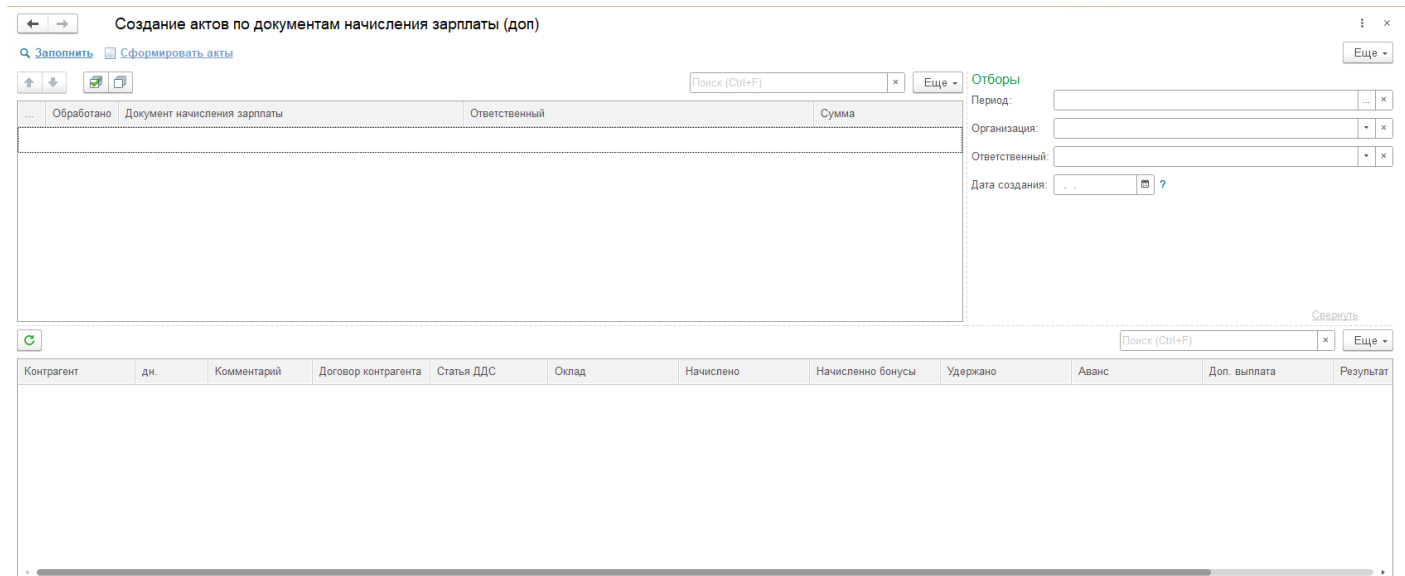 Создание актов по документам начисления зарплаты (доп)
Заполнить Сформировать акты Еще
Поиск (Ctrl+F) × Еще
... Обработано Документ начисления зарплаты Ответственный Сумма
Отборы
Период: ... ×
Организация: ×
Ответственный: ×
Дата создания: . . ?
Свернуть
Поиск (Ctrl+F) × Еще
Контрагент дн. Комментарий Договор контрагента Статья ДДС Оклад Начислено Начисленно бонусы Удержано Аванс Доп. выплата Результат